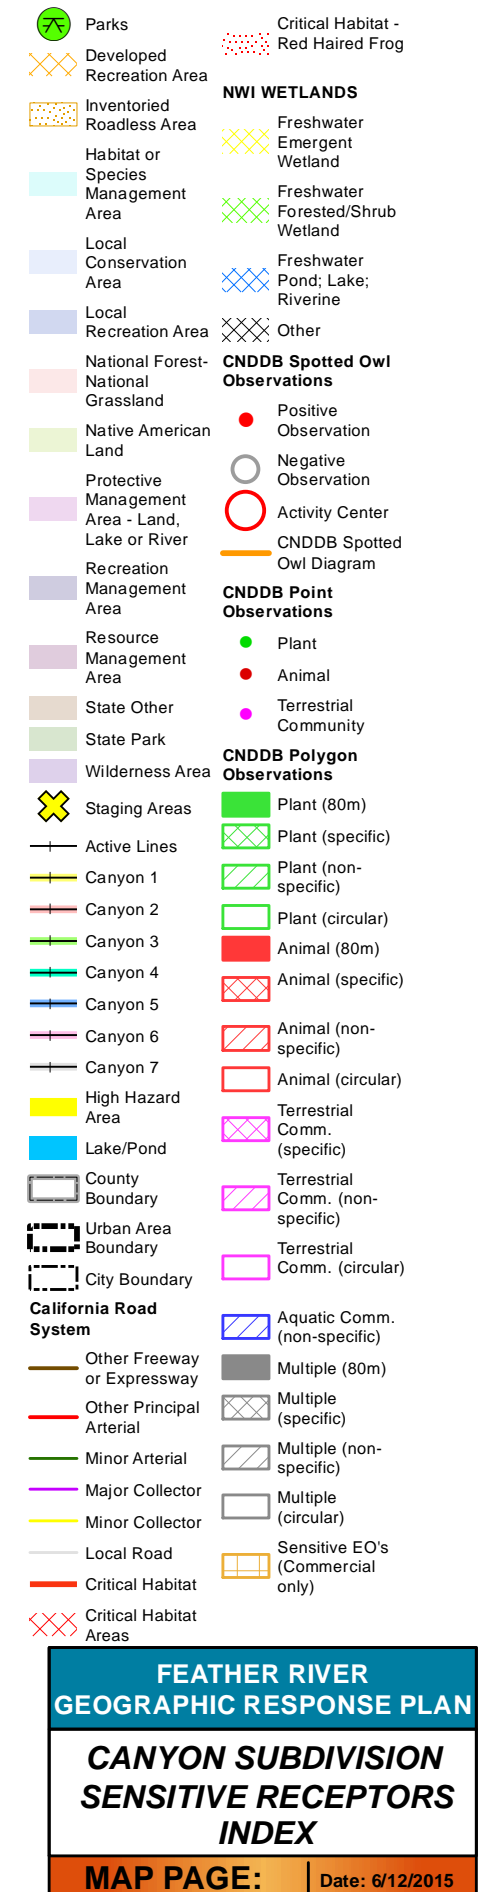 Parks
Developed
Recreation Area
Inventoried
Roadless Area
Habitat or
Species
Management
Area
Local
Conservation
Area
Local
Recreation Area
National Forest-
National
Grassland
Native American
Land
Protective
Management
Area - Land,
Lake or River
Recreation
Management
Area
Resource
Management
Area
State Other
State Park
Wilderness Area
Staging Areas
Active Lines
Canyon 1
Canyon 2
Canyon 3
Canyon 4
Canyon 5
Canyon 6
Canyon 7
High Hazard
Area
Lake/Pond
County
Boundary
Urban Area
Boundary
City Boundary
California Road
System
Other Freeway
or Expressway
Other Principal
Arterial
Minor Arterial
Major Collector
Minor Collector
Local Road
Critical Habitat
Critical Habitat
Areas
Critical Habitat -
Red Haired Frog
NWI WETLANDS
Freshwater
Emergent
Wetland
Freshwater
Forested/Shrub
Wetland
Freshwater
Pond; Lake;
Riverine
Other
CNDDB Spotted Owl
Observations
Positive
Observation
Negative
Observation
Activity Center
CNDDB Spotted
Owl Diagram
CNDDB Point
Observations
Plant
Animal
Terrestrial
Community
CNDDB Polygon
Observations
Plant (80m)
Plant (specific)
Plant (non-
specific)
Plant (circular)
Animal (80m)
Animal (specific)
Animal (non-
specific)
Animal (circular)
Terrestrial
Comm.
(specific)
Terrestrial
Comm. (non-
specific)
Terrestrial
Comm. (circular)
Aquatic Comm.
(non-specific)
Multiple (80m)
Multiple
(specific)
Multiple (non-
specific)
Multiple
(circular)
Sensitive EO's
(Commercial
only)
FEATHER RIVER
GEOGRAPHIC RESPONSE PLAN
CANYON SUBDIVISION
SENSITIVE RECEPTORS
INDEX
MAP PAGE:
Date: 6/12/2015